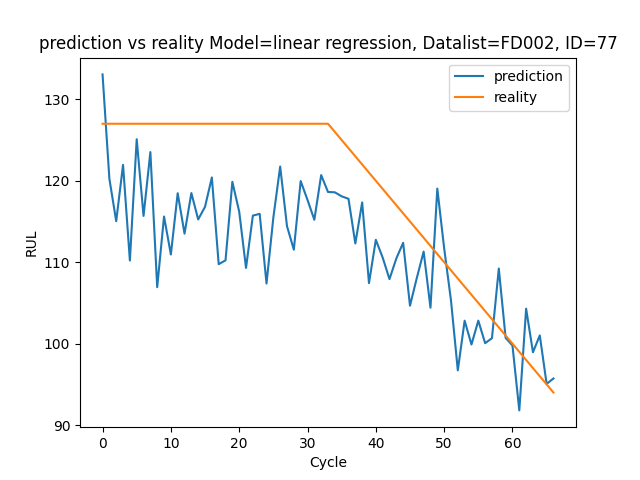 prediction vs reality Model=linear regression, Datalist=FD002, ID=77
prediction
reality
RUL
130
120
110
100
90
0 10 20 30 40 50 60
Cycle